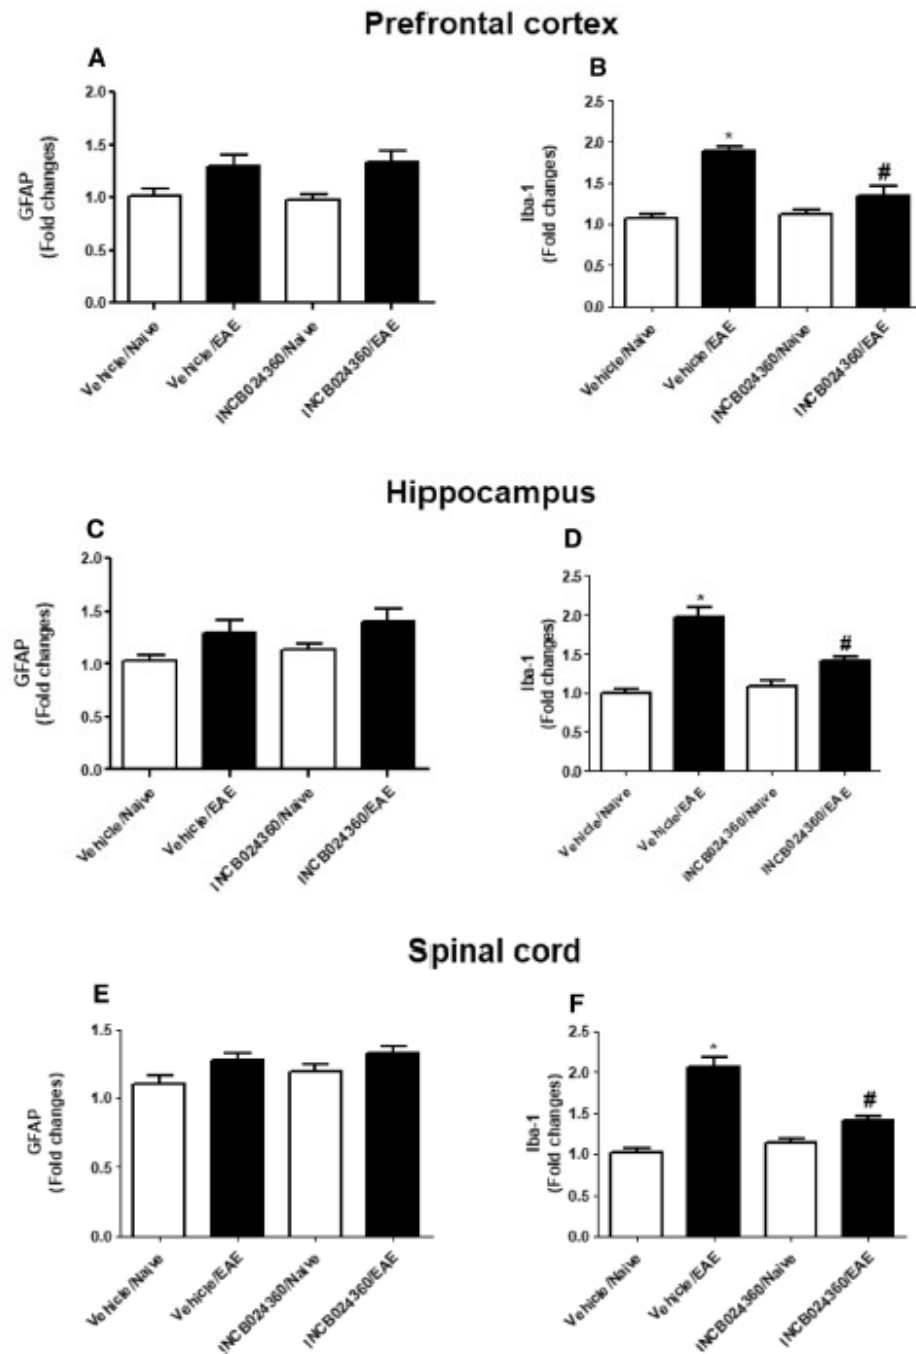 Prefrontal cortex
A
GFAP
(Fold changes)
2.0
1.5
1.0
0.5
0.0
Vehicle/Naive
Vehicle/EAE
INCB024360/Naive
INCB024360/EAE
B
Iba-1
(Fold changes)
2.5
2.0
1.5
1.0
0.5
0.0
*
#
Vehicle/Naive
Vehicle/EAE
INCB024360/Naive
INCB024360/EAE
Hippocampus
C
GFAP
(Fold changes)
2.0
1.5
1.0
0.5
0.0
Vehicle/Naive
Vehicle/EAE
INCB024360/Naive
INCB024360/EAE
D
Iba-1
(Fold changes)
2.5
2.0
1.5
1.0
0.5
0.0
*
#
Vehicle/Naive
Vehicle/EAE
INCB024360/Naive
INCB024360/EAE
Spinal cord
E
GFAP
(Fold changes)
1.5
1.0
0.5
0.0
Vehicle/Naive
Vehicle/EAE
INCB024360/Naive
INCB024360/EAE
F
Iba-1
(Fold changes)
2.5
2.0
1.5
1.0
0.5
0.0
*
#
Vehicle/Naive
Vehicle/EAE
INCB024360/Naive
INCB024360/EAE